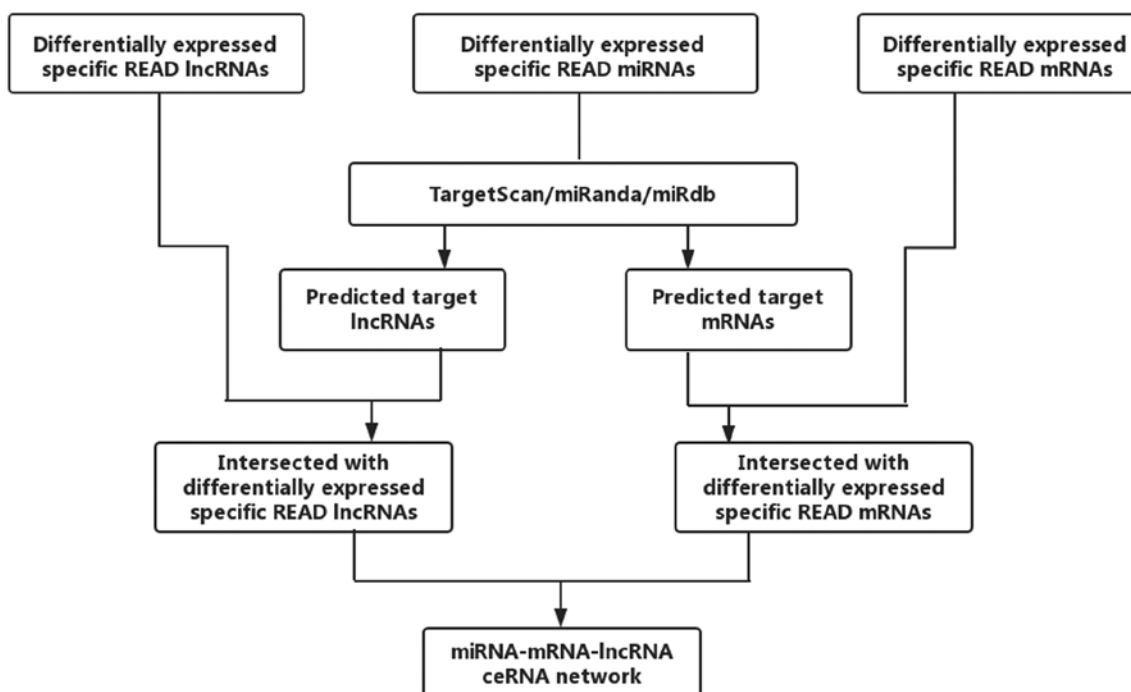 Differentially expressed
specific READ lncRNAs
Differentially expressed
specific READ miRNAs
Differentially expressed
specific READ mRNAs
TargetScan/miRanda/miRdb
Predicted target
lncRNAs
Predicted target
mRNAs
Intersected with
differentially expressed
specific READ lncRNAs
Intersected with
differentially expressed
specific READ mRNAs
miRNA-mRNA-lncRNA
ceRNA network